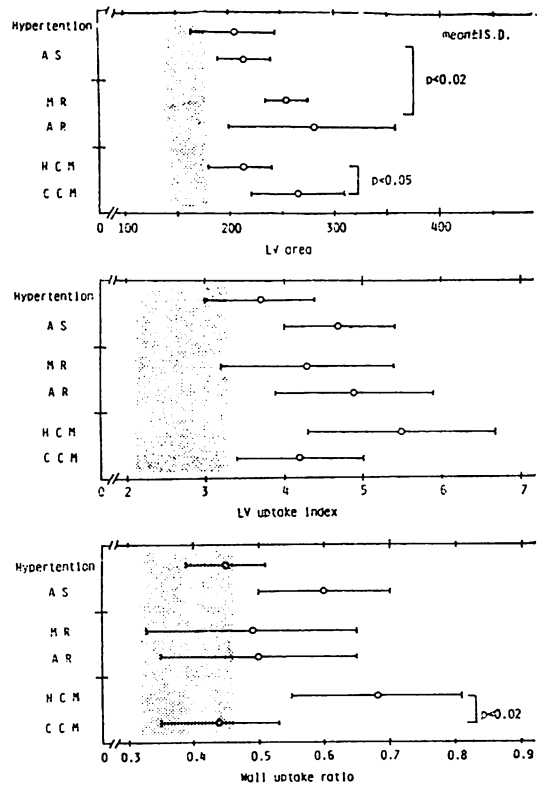 mean±1S.D.
Hypertention
A S
M R
A R
H C M
C C M
p<0.02
p<0.05
0 100 200 300 400
LV area
Hypertention
A S
M R
A R
H C M
C C M
0 2 3 4 5 6 7
LV uptake index
Hypertention
A S
M R
A R
H C M
C C M
p<0.02
0 0.3 0.4 0.5 0.6 0.7 0.8 0.9
Wall uptake ratio